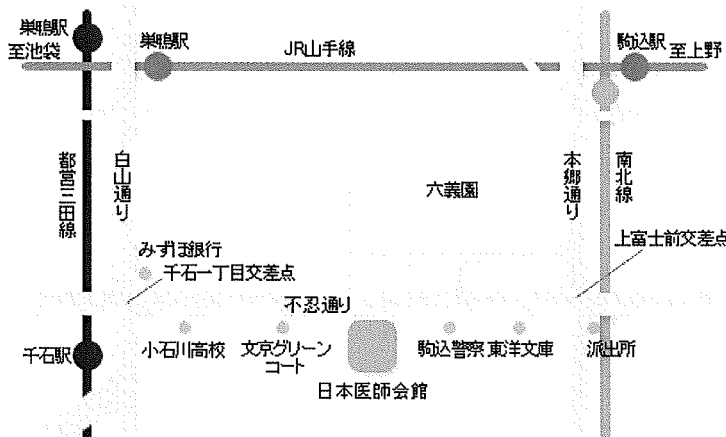 巣鴨駅
至池袋
巣鴨駅
JR山手線
駒込駅
至上野
都営三田線
白山通り
六義園
本郷通り
南北線
上富士前交差点
みずほ銀行
千石一丁目交差点
不忍通り
千石駅
小石川高校
文京グリーン
コート
駒込警察
東洋文庫
派出所
日本医師会館